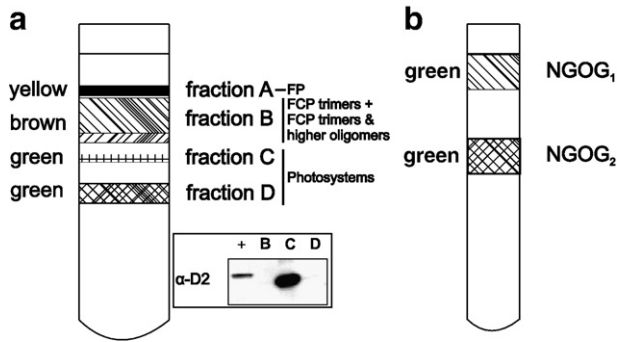 a
b
yellow fraction A – FP
brown fraction B FCP trimers +
FCP trimers &
higher oligomers
green fraction C
green fraction D
Photosystems
+ B C D
α-D2
green NGOG1
green NGOG2